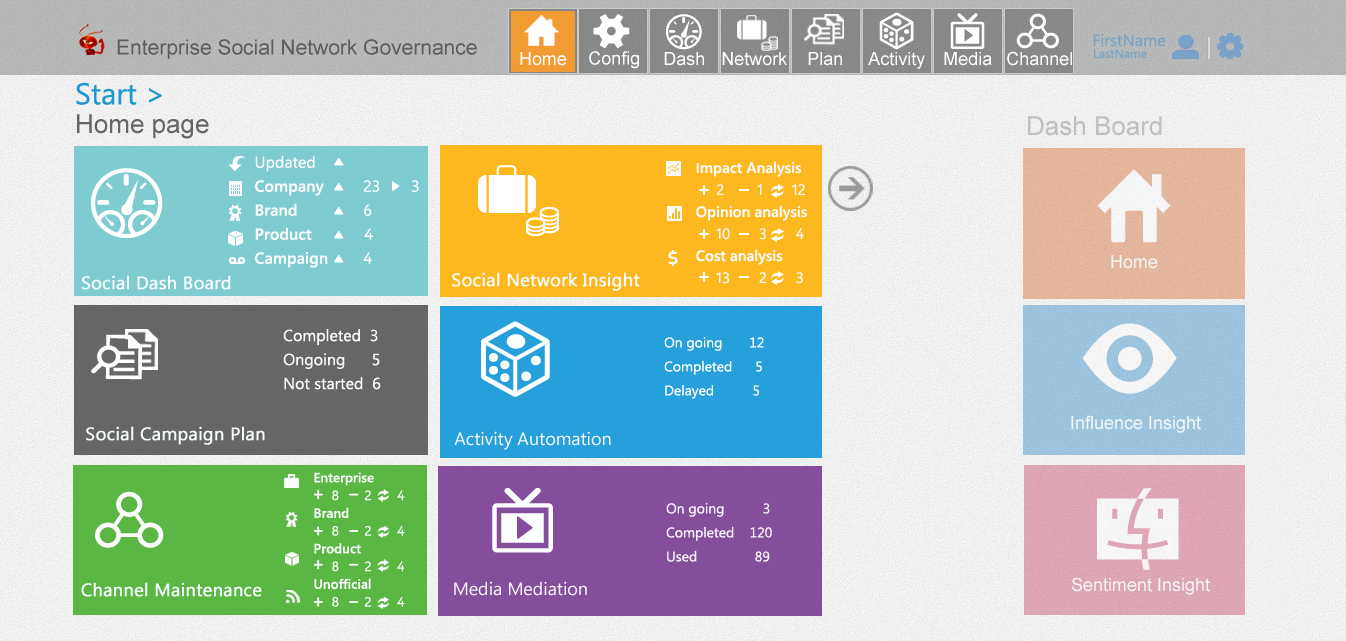 Enterprise Social Network Governance
Home Config Dash Network Plan Activity Media Channel
FirstName
LastName
Start >
Home page
Dash Board
Updated
Company 23 3
Brand 6
Product 4
Campaign 4
Social Dash Board
Impact Analysis
+ 2 − 1 12
Opinion analysis
+ 10 − 3 4
$ Cost analysis
+ 13 − 2 3
Social Network Insight
Home
Completed 3
Ongoing 5
Not started 6
Social Campaign Plan
On going 12
Completed 5
Delayed 5
Activity Automation
Influence Insight
Enterprise
+ 8 − 2 4
Brand
+ 8 − 2 4
Product
+ 8 − 2 4
Unofficial
+ 8 − 2 4
Channel Maintenance
On going 3
Completed 120
Used 89
Media Mediation
Sentiment Insight